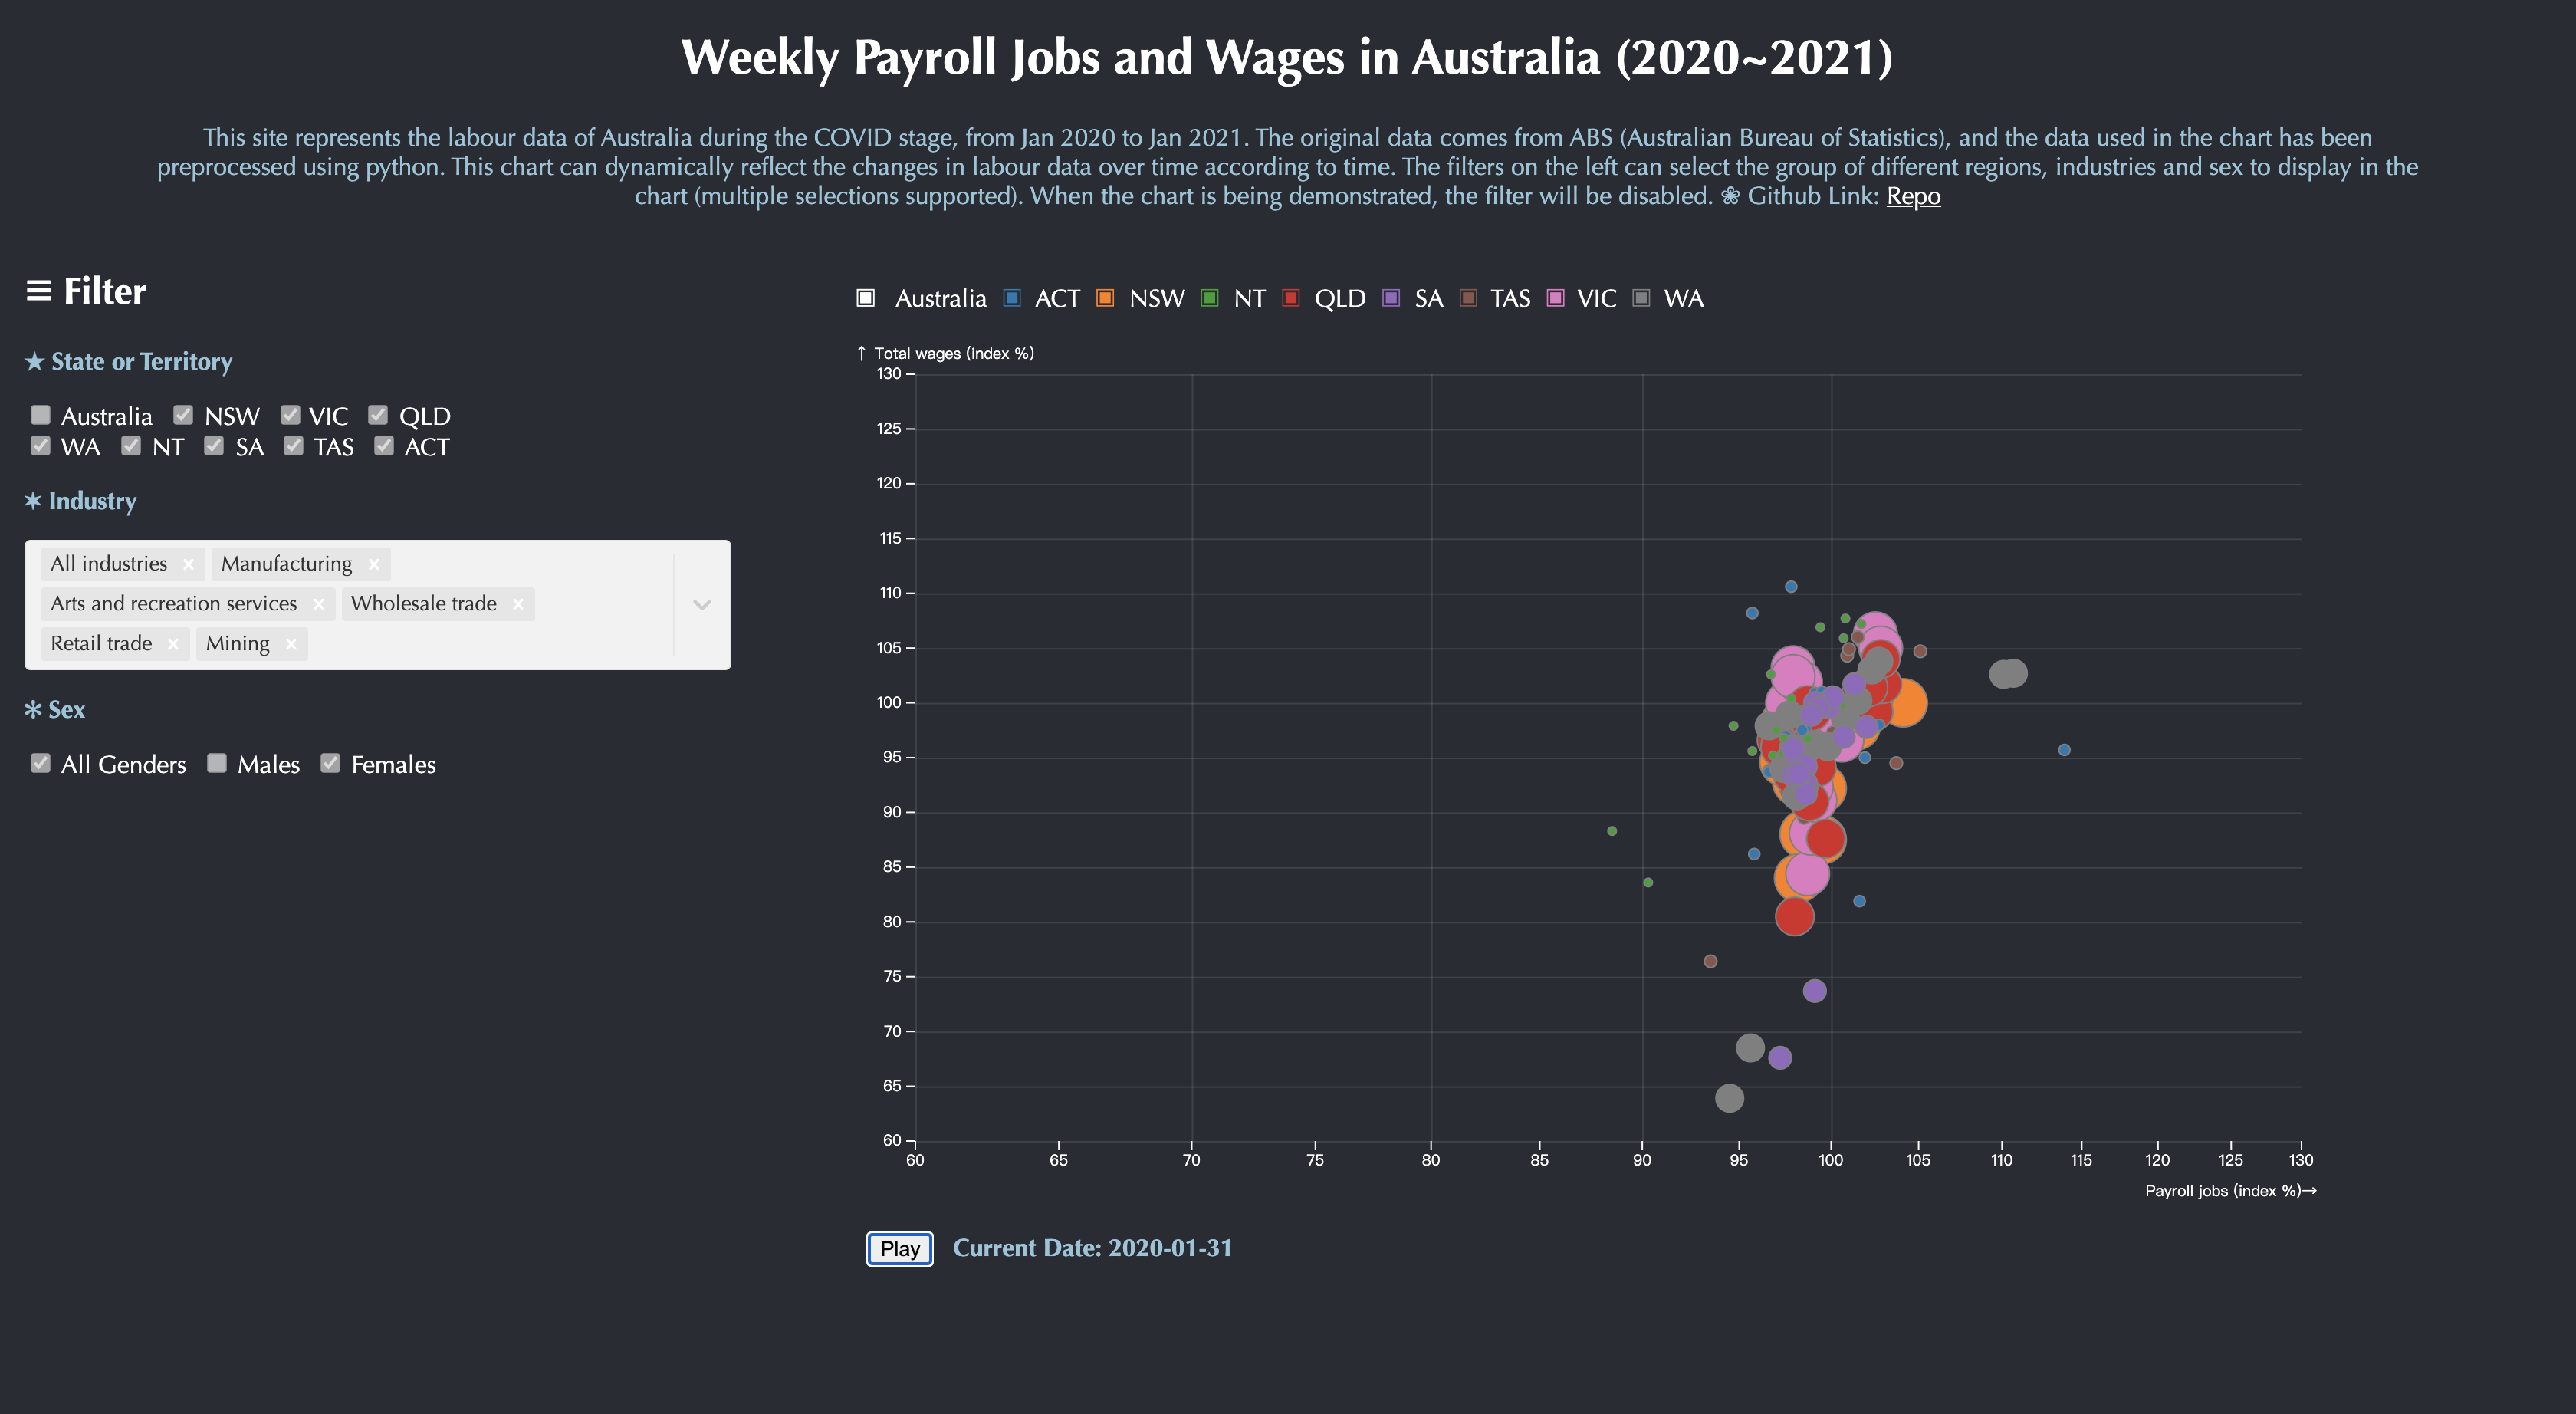 Weekly Payroll Jobs and Wages in Australia (2020~2021)
This site represents the labour data of Australia during the COVID stage, from Jan 2020 to Jan 2021. The original data comes from ABS (Australian Bureau of Statistics), and the data used in the chart has been
preprocessed using python. This chart can dynamically reflect the changes in labour data over time according to time. The filters on the left can select the group of different regions, industries and sex to display in the
chart (multiple selections supported). When the chart is being demonstrated, the filter will be disabled. ❀ Github Link: Repo
☰ Filter
★ State or Territory
Australia NSW VIC QLD
WA NT SA TAS ACT
✶ Industry
All industries × Manufacturing ×
Arts and recreation services × Wholesale trade ×
Retail trade × Mining ×
✻ Sex
All Genders Males Females
Australia ACT NSW NT QLD SA TAS VIC WA
↑ Total wages (index %)
130
125
120
115
110
105
100
95
90
85
80
75
70
65
60
60 65 70 75 80 85 90 95 100 105 110 115 120 125 130
Payroll jobs (index %)→
Play Current Date: 2020-01-31